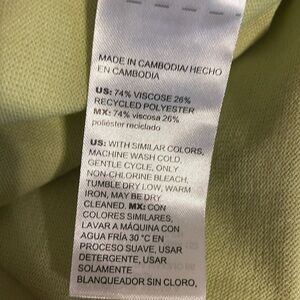 MADE IN CAMBODIA/ HECHO
EN CAMBODIA
US: 74% VISCOSE 26%
RECYCLED POLYESTER
MX: 74% viscosa 26%
poliéster reciclado
US: WITH SIMILAR COLORS,
MACHINE WASH COLD,
GENTLE CYCLE, ONLY
NON-CHLORINE BLEACH,
TUMBLE DRY LOW, WARM
IRON, MAY BE DRY
CLEANED. MX: CON
COLORES SIMILARES,
LAVAR A MÁQUINA CON
AGUA FRÍA 30 °C EN
PROCESO SUAVE, USAR
DETERGENTE, USAR
SOLAMENTE
BLANQUEADOR SIN CLORO,